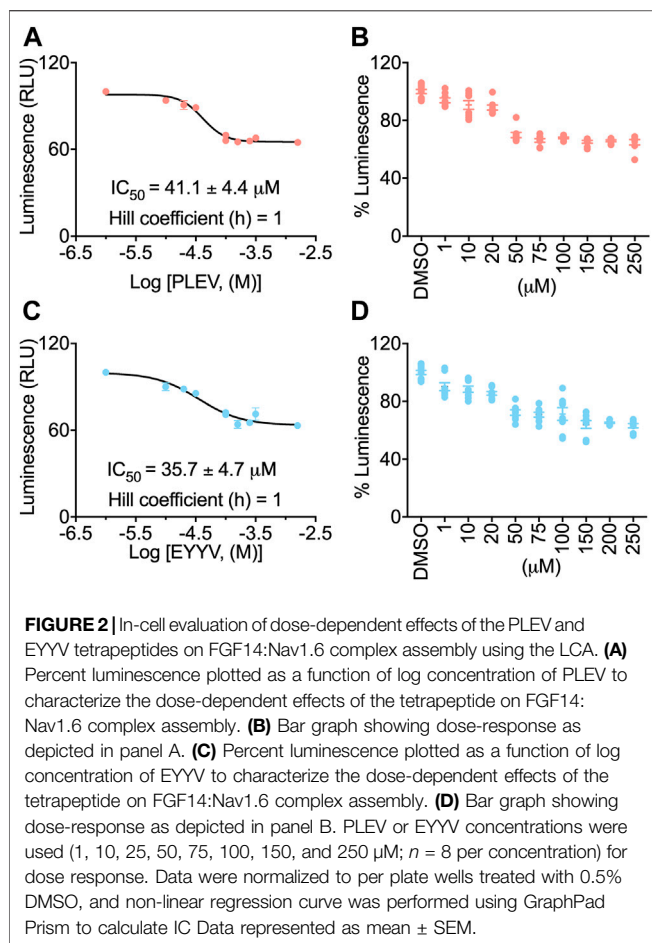 A
Luminescence (RLU)
120
60
0
IC50 = 41.1 ± 4.4 μM
Hill coefficient (h) = 1
-6.5 -4.5 -2.5
Log [PLEV, (M)]
B
% Luminescence
120
80
40
0
DMSO 1 10 20 50 75 100 150 200 250
(μM)
C
Luminescence (RLU)
120
60
0
IC50 = 35.7 ± 4.7 μM
Hill coefficient (h) = 1
-6.5 -4.5 -2.5
Log [EYYV, (M)]
D
% Luminescence
120
80
40
0
DMSO 1 10 20 50 75 100 150 200 250
(μM)
FIGURE 2 | In-cell evaluation of dose-dependent effects of the PLEV and
EYYV tetrapeptides on FGF14:Nav1.6 complex assembly using the LCA. (A)
Percent luminescence plotted as a function of log concentration of PLEV to
characterize the dose-dependent effects of the tetrapeptide on FGF14:
Nav1.6 complex assembly. (B) Bar graph showing dose-response as
depicted in panel A. (C) Percent luminescence plotted as a function of log
concentration of EYYV to characterize the dose-dependent effects of the
tetrapeptide on FGF14:Nav1.6 complex assembly. (D) Bar graph showing
dose-response as depicted in panel B. PLEV or EYYV concentrations were
used (1, 10, 25, 50, 75, 100, 150, and 250 μM; n = 8 per concentration) for
dose response. Data were normalized to per plate wells treated with 0.5%
DMSO, and non-linear regression curve was performed using GraphPad
Prism to calculate IC Data represented as mean ± SEM.